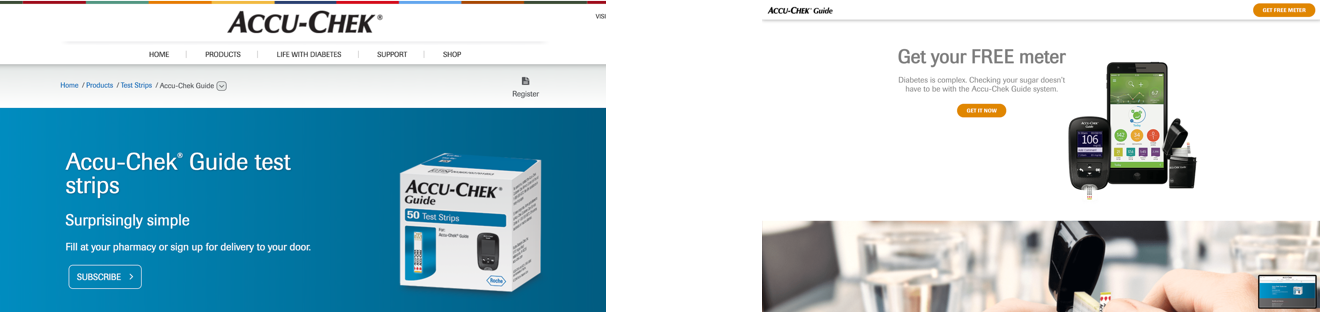 ACCU-CHEK®
VISI
HOME
PRODUCTS
LIFE WITH DIABETES
SUPPORT
SHOP
Home / Products / Test Strips / Accu-Chek Guide
Register
Accu-Chek® Guide test
strips
Surprisingly simple
Fill at your pharmacy or sign up for delivery to your door.
SUBSCRIBE
ACCU-CHEK®
Guide
50 Test Strips
For
Accu-Chek® Guide
Roche
ACCU-CHEK® Guide
GET FREE METER
Get your FREE meter
Diabetes is complex. Checking your sugar doesn't
have to be with the Accu-Chek Guide system.
GET IT NOW
ACCU-CHEK
Guide
106